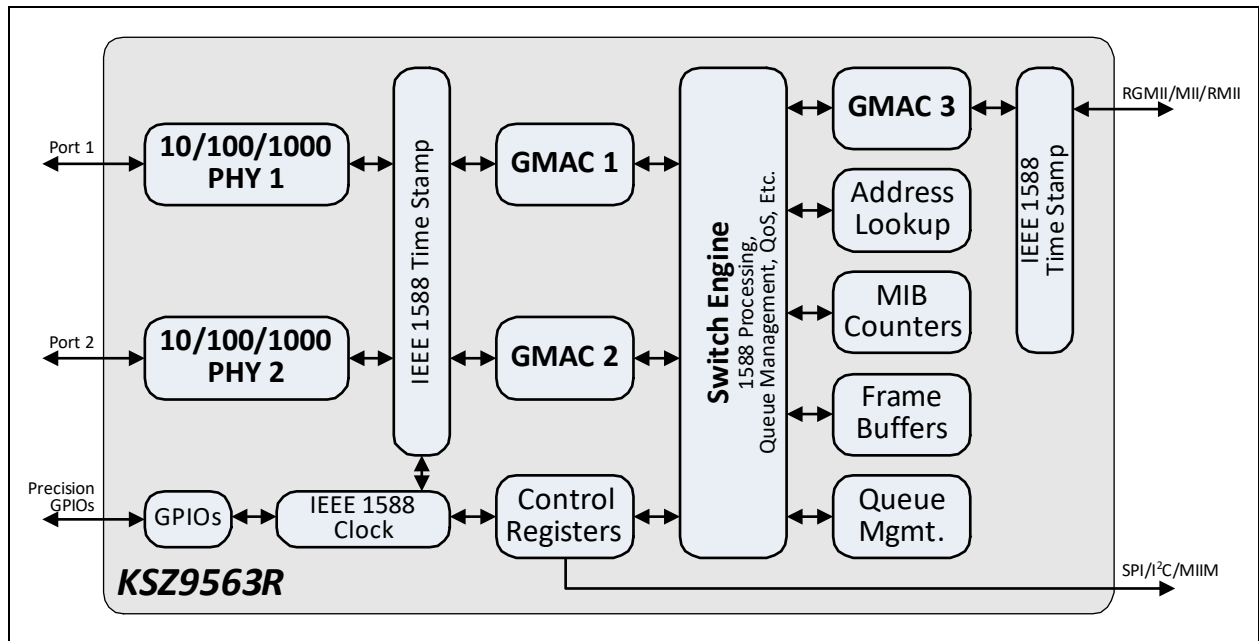 Port 1
10/100/1000
PHY 1
IEEE 1588 Time Stamp
GMAC 1
Switch Engine
1588 Processing,
Queue Management, QoS, Etc.
GMAC 3
IEEE 1588
Time Stamp
RGMII/MII/RMII
Address
Lookup
MIB
Counters
Port 2
10/100/1000
PHY 2
GMAC 2
Frame
Buffers
Precision
GPIOs
GPIOs
IEEE 1588
Clock
Control
Registers
Queue
Mgmt.
KSZ9563R
SPI/I²C/MIIM